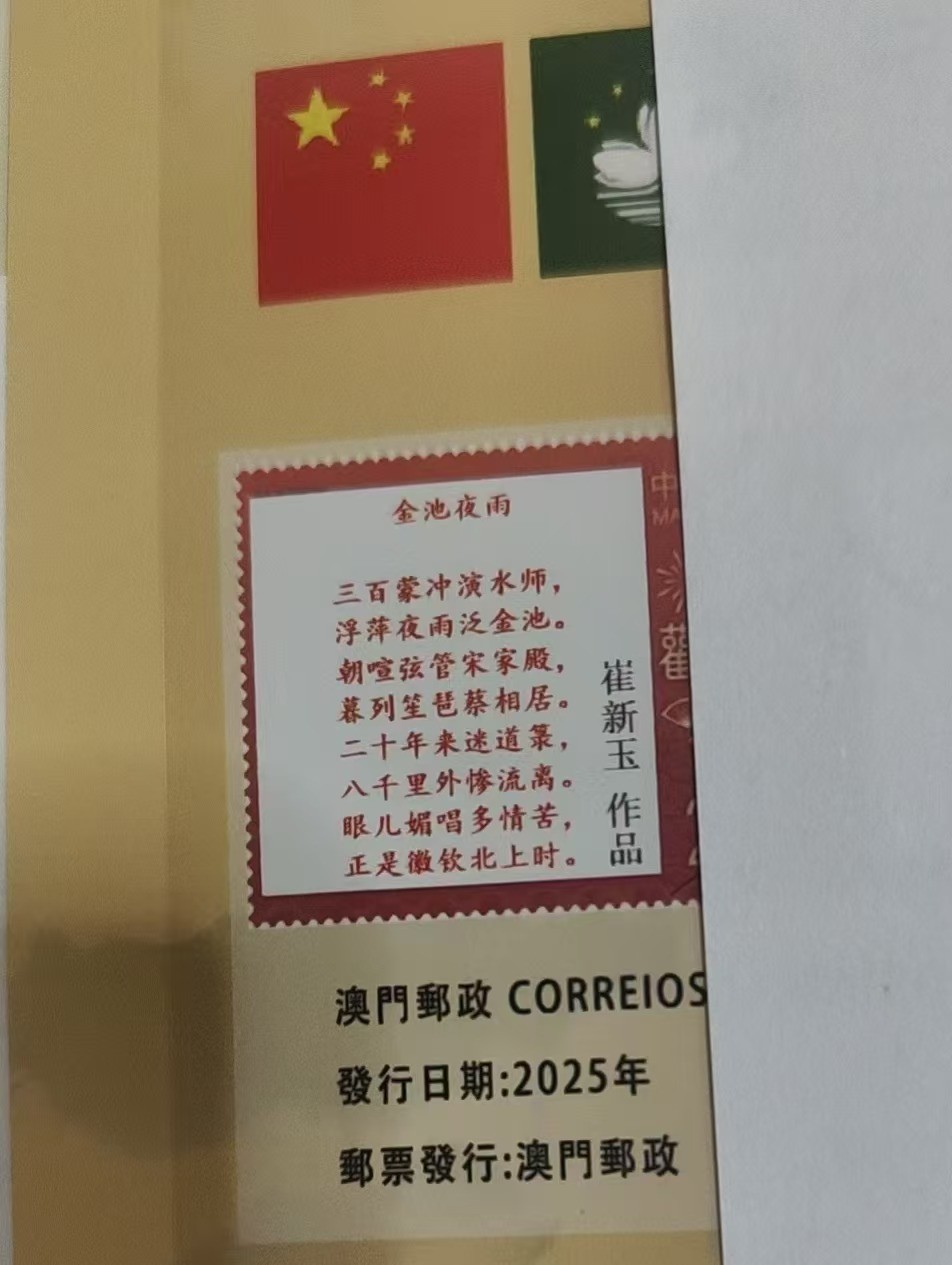 金池夜雨
三百蒙冲演水师，
浮萍夜雨泛金池。
朝喧弦管宋家殿，
暮列笙琶蔡相居。
二十年来迷道箓，
八千里外惨流离。
眼儿媚唱多情苦，
正是徽钦北上时。
崔新玉 作品
中
MA
澳門郵政 CORREIOS
發行日期:2025年
郵票發行:澳門郵政